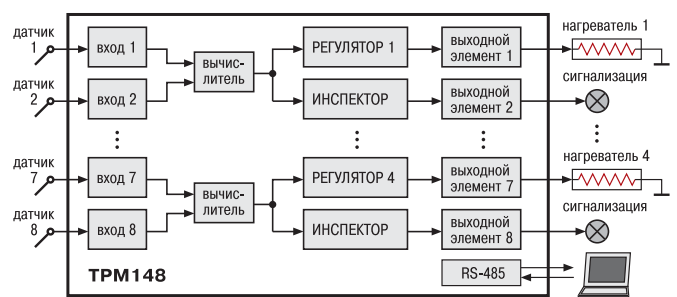 датчик
1
вход 1
РЕГУЛЯТОР 1
выходной
элемент 1
нагреватель 1
вычис-
литель
датчик
2
вход 2
ИНСПЕКТОР
выходной
элемент 2
сигнализация
датчик
7
вход 7
РЕГУЛЯТОР 4
выходной
элемент 7
нагреватель 4
вычис-
литель
датчик
8
вход 8
ИНСПЕКТОР
выходной
элемент 8
сигнализация
ТРМ148
RS-485